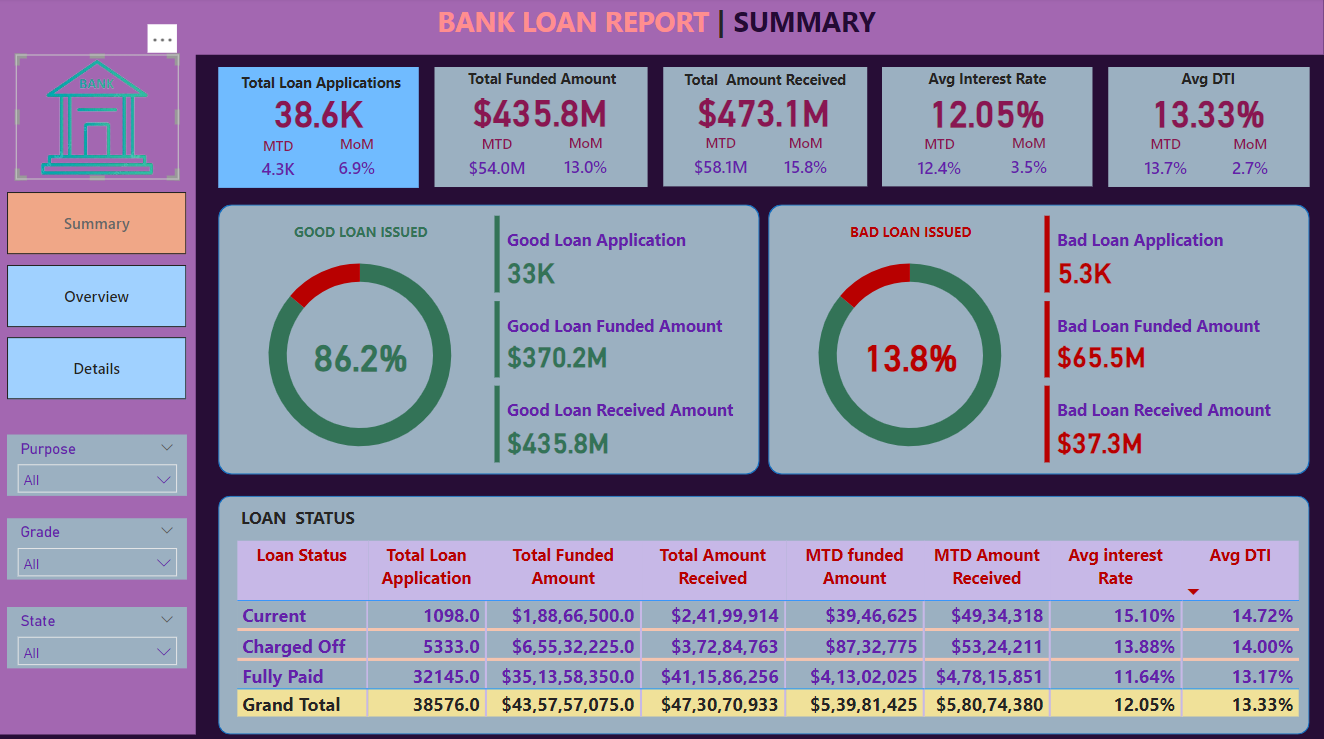 BANK LOAN REPORT | SUMMARY
...
BANK
Summary
Overview
Details
Purpose
All
Grade
All
State
All
Total Loan Applications
38.6K
MTD MoM
4.3K 6.9%
Total Funded Amount
$435.8M
MTD MoM
$54.0M 13.0%
Total Amount Received
$473.1M
MTD MoM
$58.1M 15.8%
Avg Interest Rate
12.05%
MTD MoM
12.4% 3.5%
Avg DTI
13.33%
MTD MoM
13.7% 2.7%
GOOD LOAN ISSUED
86.2%
Good Loan Application
33K
Good Loan Funded Amount
$370.2M
Good Loan Received Amount
$435.8M
BAD LOAN ISSUED
13.8%
Bad Loan Application
5.3K
Bad Loan Funded Amount
$65.5M
Bad Loan Received Amount
$37.3M
LOAN STATUS
Loan Status Total Loan Total Funded Total Amount MTD funded MTD Amount Avg interest Avg DTI
Application Amount Received Amount Received Rate
Current 1098.0 $1,88,66,500.0 $2,41,99,914 $39,46,625 $49,34,318 15.10% 14.72%
Charged Off 5333.0 $6,55,32,225.0 $3,72,84,763 $87,32,775 $53,24,211 13.88% 14.00%
Fully Paid 32145.0 $35,13,58,350.0 $41,15,86,256 $4,13,02,025 $4,78,15,851 11.64% 13.17%
Grand Total 38576.0 $43,57,57,075.0 $47,30,70,933 $5,39,81,425 $5,80,74,380 12.05% 13.33%